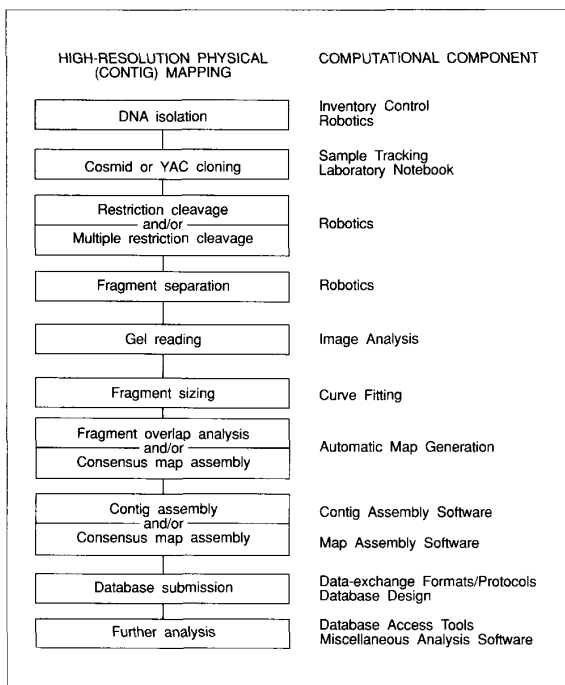 HIGH-RESOLUTION PHYSICAL
(CONTIG) MAPPING
COMPUTATIONAL COMPONENT
DNA isolation
Inventory Control
Robotics
Cosmid or YAC cloning
Sample Tracking
Laboratory Notebook
Restriction cleavage
and/or
Multiple restriction cleavage
Robotics
Fragment separation
Robotics
Gel reading
Image Analysis
Fragment sizing
Curve Fitting
Fragment overlap analysis
and/or
Consensus map assembly
Automatic Map Generation
Contig assembly
and/or
Consensus map assembly
Contig Assembly Software
Map Assembly Software
Database submission
Data-exchange Formats/Protocols
Database Design
Further analysis
Database Access Tools
Miscellaneous Analysis Software